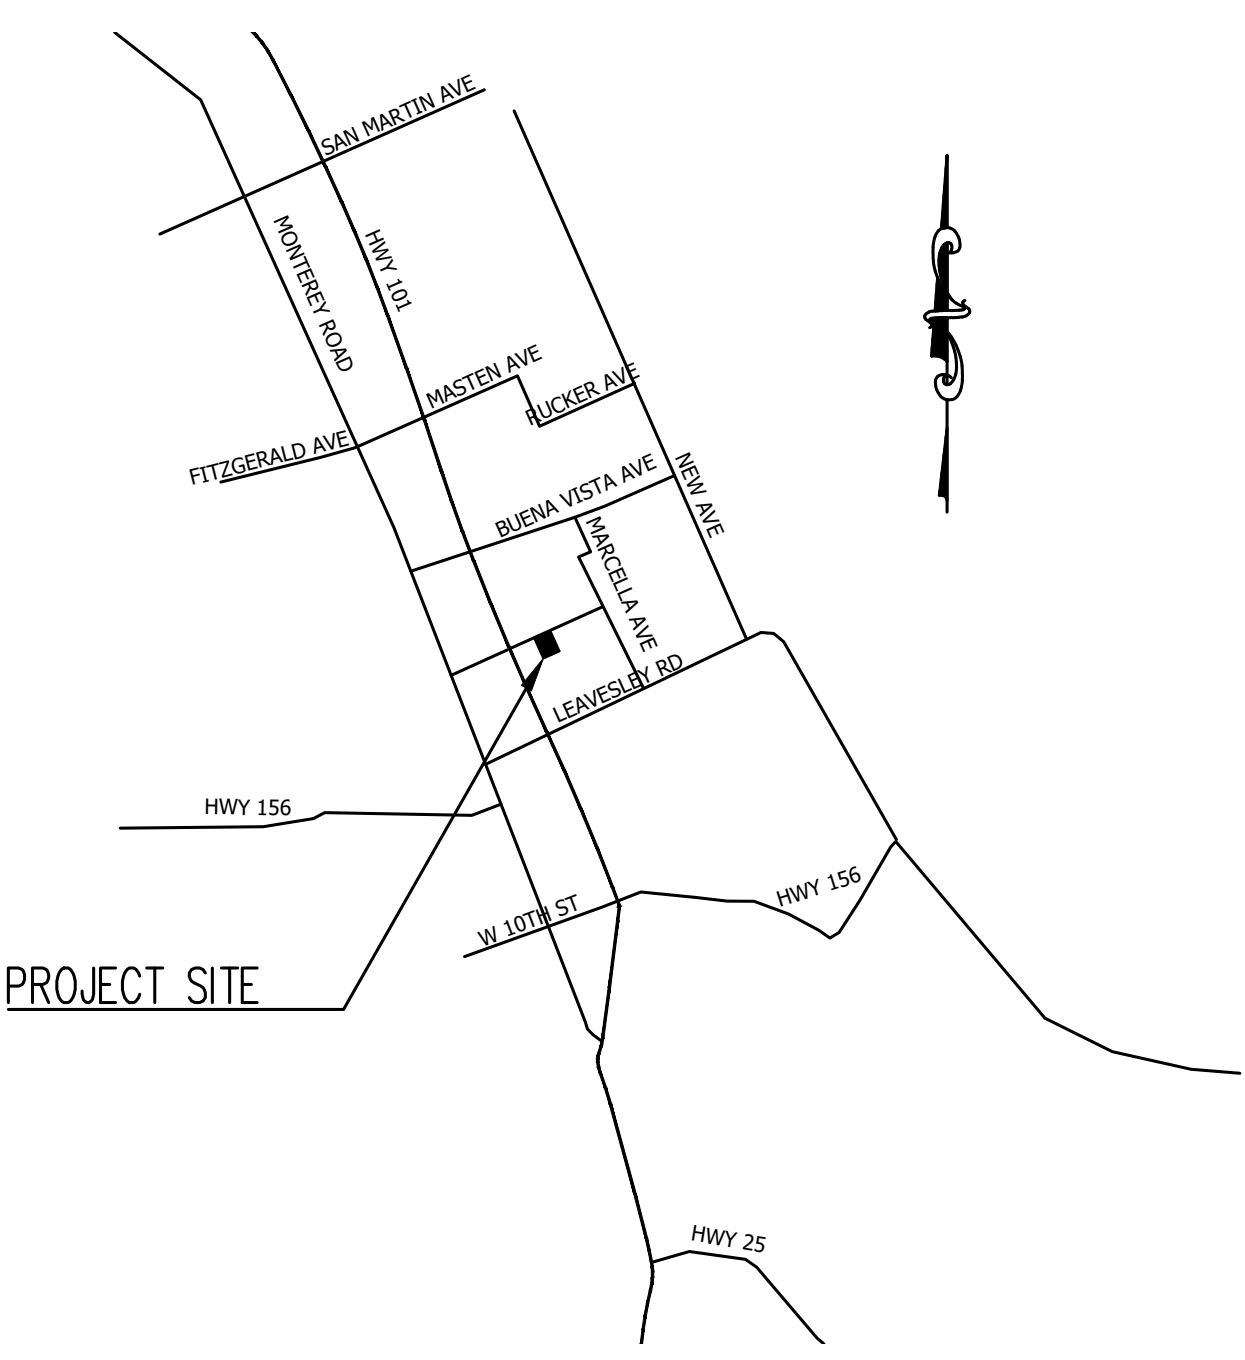 SAN MARTIN AVE
MONTEREY ROAD
HWY 101
MASTEN AVE
RUCKER AVE
FITZGERALD AVE
BUENA VISTA AVE
NEW AVE
MARCELLA AVE
LEAVESLEY RD
HWY 156
HWY 156
W 10TH ST
PROJECT SITE
HWY 25